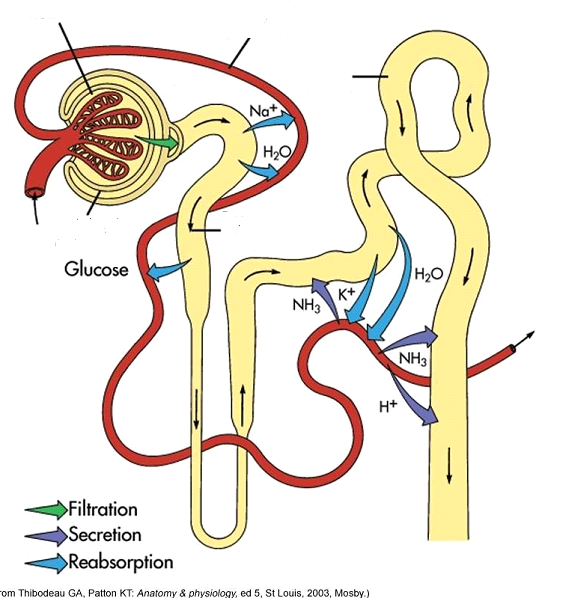 Na+
H₂O
Glucose
H₂O
K+
NH₃
NH₃
H+
Filtration
Secretion
Reabsorption
rom Thibodeau GA, Patton KT: Anatomy & physiology, ed 5, St Louis, 2003, Mosby.)